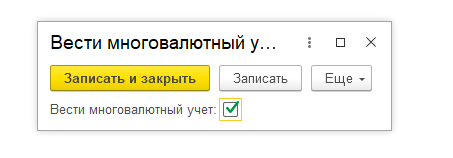 Вести многовалютный у...
Записать и закрыть Записать Еще
Вести многовалютный учет: